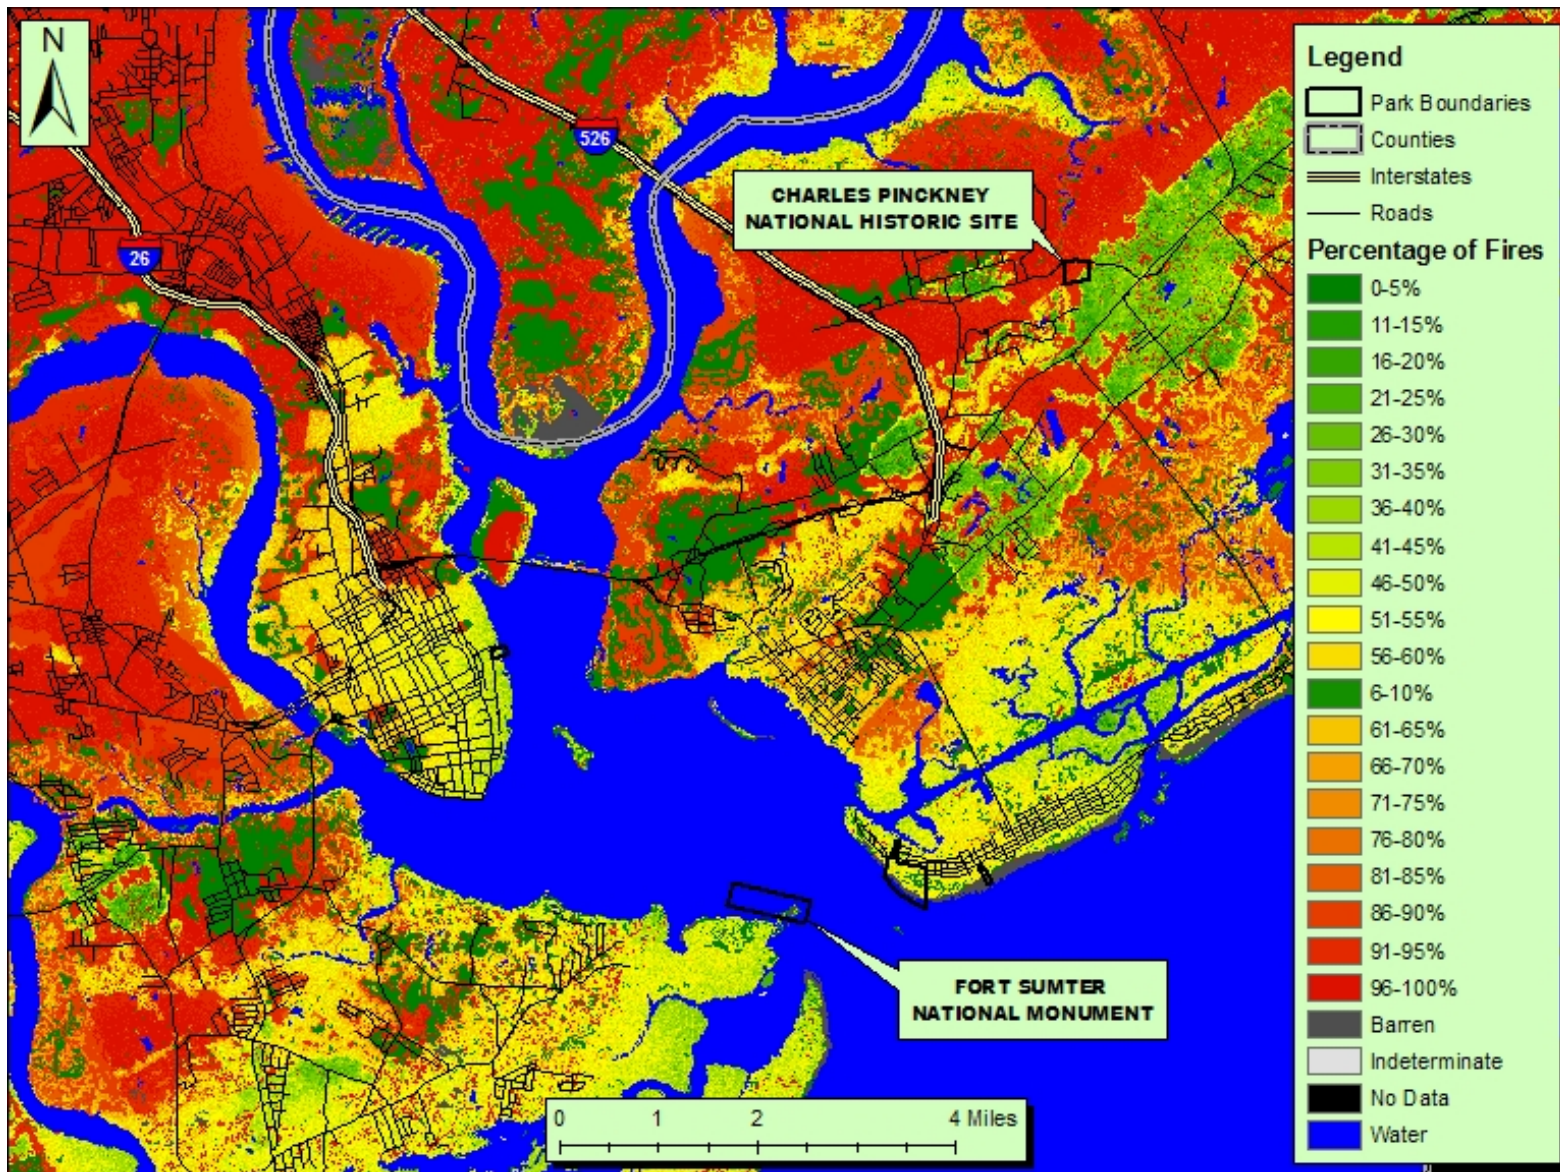 N
526
26
CHARLES PINCKNEY
NATIONAL HISTORIC SITE
FORT SUMTER
NATIONAL MONUMENT
0 1 2 4 Miles
Legend
Park Boundaries
Counties
Interstates
Roads
Percentage of Fires
0-5%
11-15%
16-20%
21-25%
26-30%
31-35%
36-40%
41-45%
46-50%
51-55%
56-60%
6-10%
61-65%
66-70%
71-75%
76-80%
81-85%
86-90%
91-95%
96-100%
Barren
Indeterminate
No Data
Water